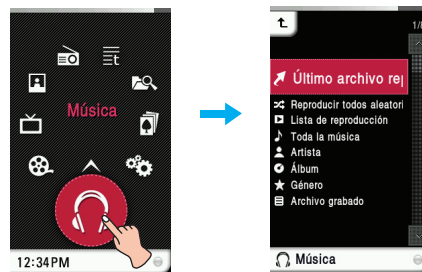 Música
12:34PM
1/
Último archivo re
Reproducir todos aleatori
Lista de reproducción
Toda la música
Artista
Álbum
Género
Archivo grabado
Música